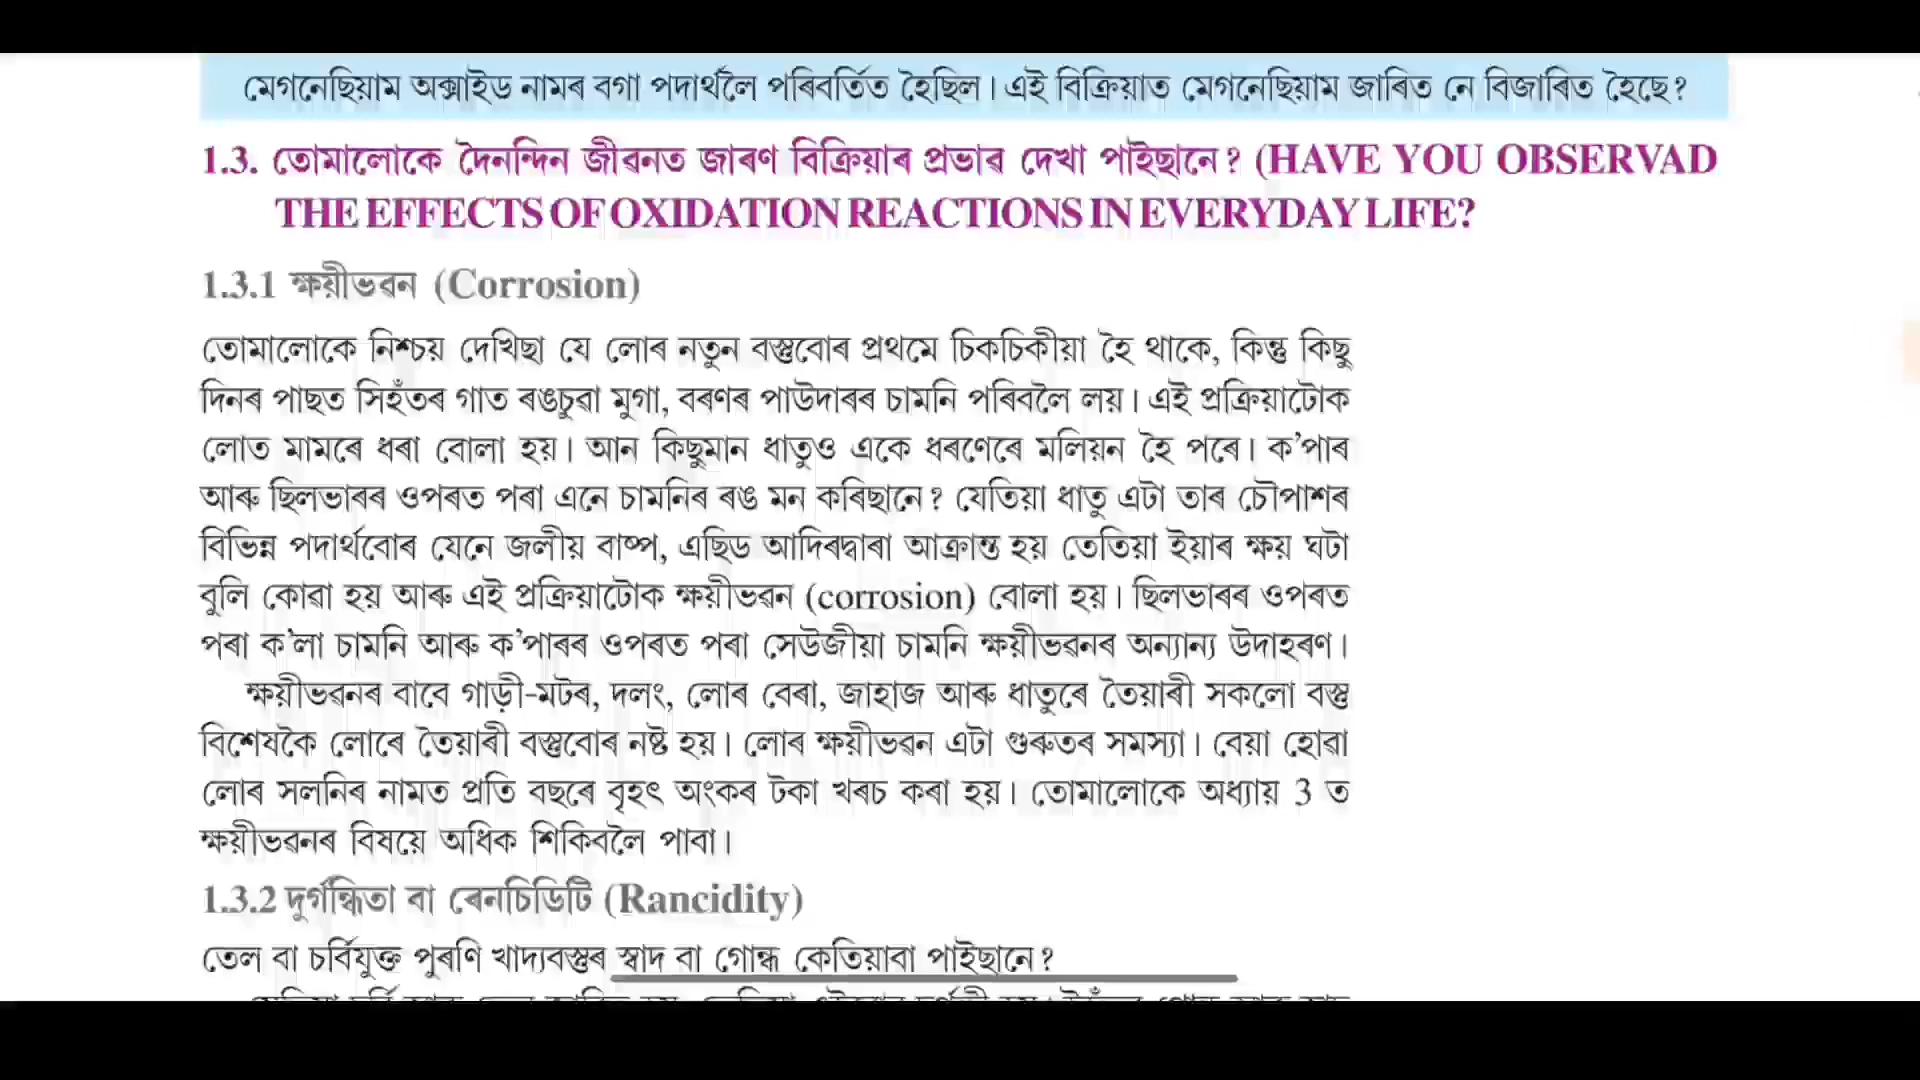 মেগনেছিয়াম অক্সাইড নামৰ বগা পদাৰ্থলৈ পৰিবৰ্তিত হৈছিল। এই বিক্ৰিয়াত মেগনেছিয়াম জাৰিত নে বিজাৰিত হৈছে?
1.3. তোমালোকে দৈনন্দিন জীৱনত জাৰণ বিক্ৰিয়াৰ প্ৰভাৱ দেখা পাইছানে? (HAVE YOU OBSERVAD
THE EFFECTS OF OXIDATION REACTIONS IN EVERYDAY LIFE?
1.3.1 ক্ষয়ীভৱন (Corrosion)
তোমালোকে নিশ্চয় দেখিছা যে লোৰ নতুন বস্তুবোৰ প্ৰথমে চিকচিকীয়া হৈ থাকে, কিন্তু কিছু
দিনৰ পাছত সিহঁতৰ গাত ৰঙচুৱা মুগা, বৰণৰ পাউদাৰৰ চামনি পৰিবলৈ লয়। এই প্ৰক্ৰিয়াটোক
লোত মামৰে ধৰা বোলা হয়। আন কিছুমান ধাতুও একে ধৰণেৰে মলিয়ন হৈ পৰে। ক’পাৰ
আৰু ছিলভাৰৰ ওপৰত পৰা এনে চামনিৰ ৰঙ মন কৰিছানে? যেতিয়া ধাতু এটা তাৰ চৌপাশৰ
বিভিন্ন পদাৰ্থবোৰ যেনে জলীয় বাষ্প, এছিড আদিৰদ্বাৰা আক্ৰান্ত হয় তেতিয়া ইয়াৰ ক্ষয় ঘটা
বুলি কোৱা হয় আৰু এই প্ৰক্ৰিয়াটোক ক্ষয়ীভৱন (corrosion) বোলা হয়। ছিলভাৰৰ ওপৰত
পৰা ক’লা চামনি আৰু ক’পাৰৰ ওপৰত পৰা সেউজীয়া চামনি ক্ষয়ীভৱনৰ অন্যান্য উদাহৰণ।
ক্ষয়ীভৱনৰ বাবে গাড়ী-মটৰ, দলং, লোৰ বেৰা, জাহাজ আৰু ধাতুৰে তৈয়াৰী সকলো বস্তু
বিশেষকৈ লোৰে তৈয়াৰী বস্তুবোৰ নষ্ট হয়। লোৰ ক্ষয়ীভৱন এটা গুৰুতৰ সমস্যা। বেয়া হোৱা
লোৰ সলনিৰ নামত প্ৰতি বছৰে বৃহৎ অংকৰ টকা খৰচ কৰা হয়। তোমালোকে অধ্যায় 3 ত
ক্ষয়ীভৱনৰ বিষয়ে অধিক শিকিবলৈ পাবা।
1.3.2 দুৰ্গন্ধিতা বা ৰেনচিডিটি (Rancidity)
তেল বা চৰ্বিযুক্ত পুৰণি খাদ্যবস্তুৰ স্বাদ বা গোন্ধ কেতিয়াবা পাইছানে?